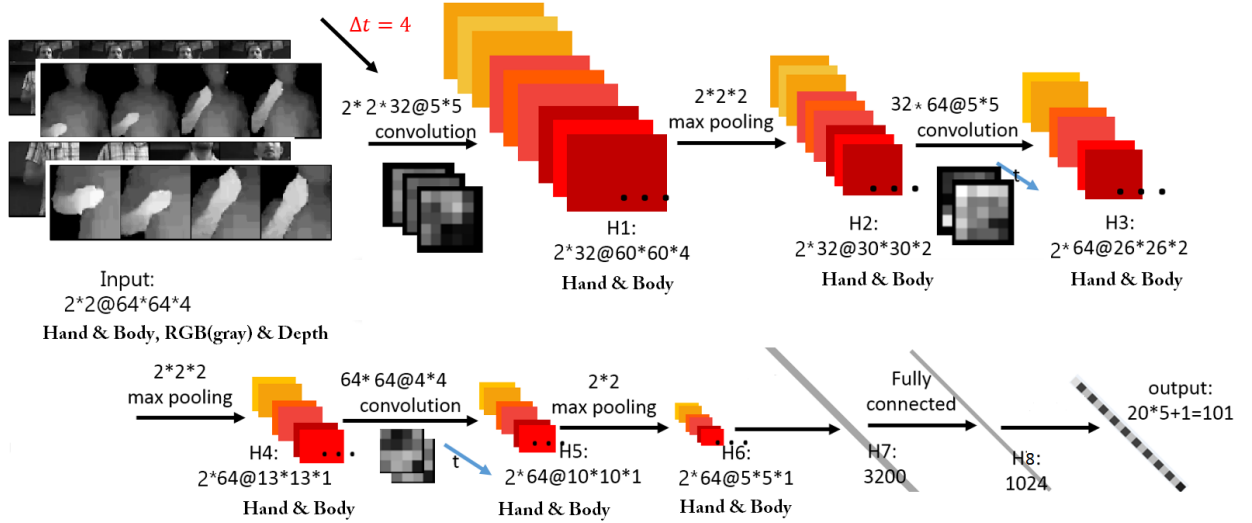 Δt = 4
2*2*32@5*5
convolution
2*2*2
max pooling
32*64@5*5
convolution
t
Input:
2*2@64*64*4
Hand & Body, RGB(gray) & Depth
H1:
2*32@60*60*4
Hand & Body
H2:
2*32@30*30*2
Hand & Body
H3:
2*64@26*26*2
Hand & Body
2*2*2
max pooling
64*64@4*4
convolution
t
2*2
max pooling
Fully
connected
output:
20*5+1=101
H4:
2*64@13*13*1
Hand & Body
H5:
2*64@10*10*1
Hand & Body
H6:
2*64@5*5*1
Hand & Body
H7:
3200
H8:
1024